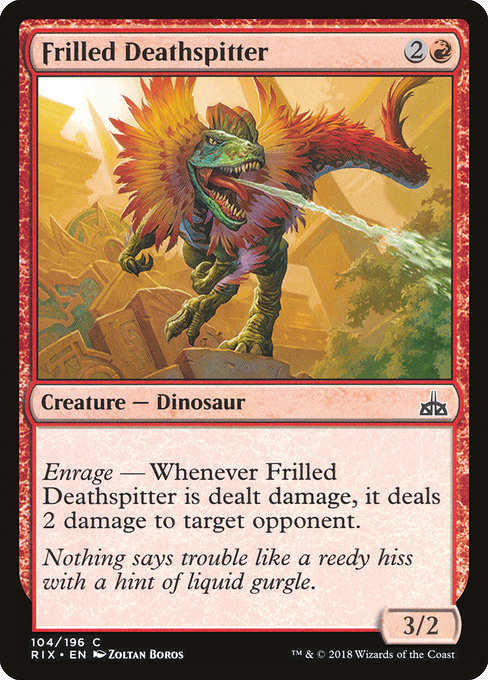 Frilled Deathspitter 2
Creature — Dinosaur
Enrage — Whenever Frilled
Deathspitter is dealt damage, it deals
2 damage to target opponent.
Nothing says trouble like a reedy hiss
with a hint of liquid gurgle.
3/2
104/196 C
RIX • EN Zoltan Boros
™ & © 2018 Wizards of the Coast